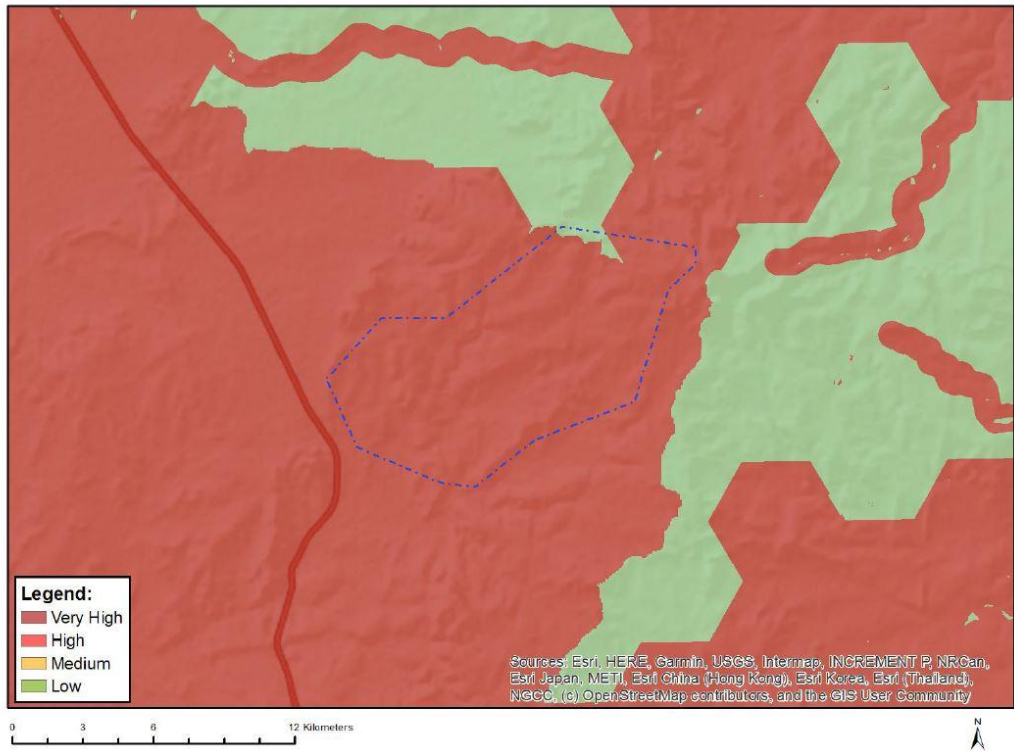 Legend:
Very High
High
Medium
Low
Sources: Esri, HERE, Garmin, USGS, Intermap, INCREMENT P, NRCan,
Esri Japan, METI, Esri China (Hong Kong), Esri Korea, Esri (Thailand),
NGCC, (c) OpenStreetMap contributors, and the GIS User Community
0 3 6 12 Kilometers
N